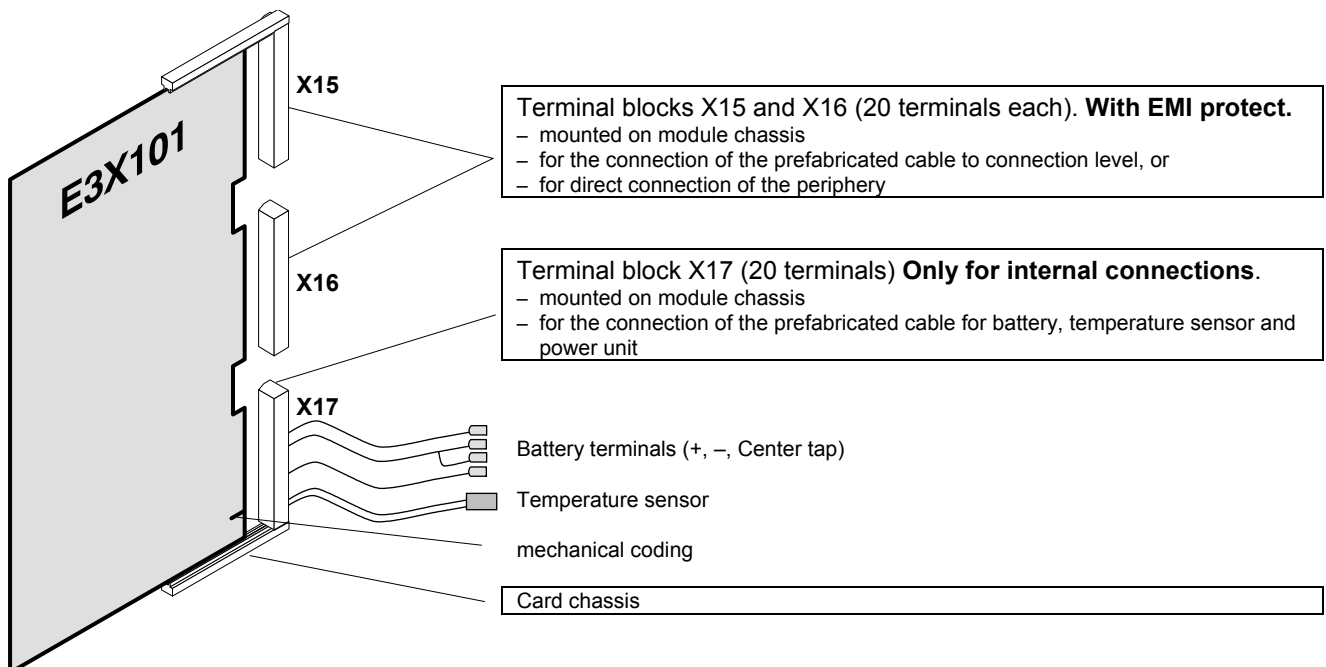 X15
E3X101
Terminal blocks X15 and X16 (20 terminals each). With EMI protect.
– mounted on module chassis
– for the connection of the prefabricated cable to connection level, or
– for direct connection of the periphery
X16
Terminal block X17 (20 terminals) Only for internal connections.
– mounted on module chassis
– for the connection of the prefabricated cable for battery, temperature sensor and
power unit
X17
Battery terminals (+, –, Center tap)
Temperature sensor
mechanical coding
Card chassis